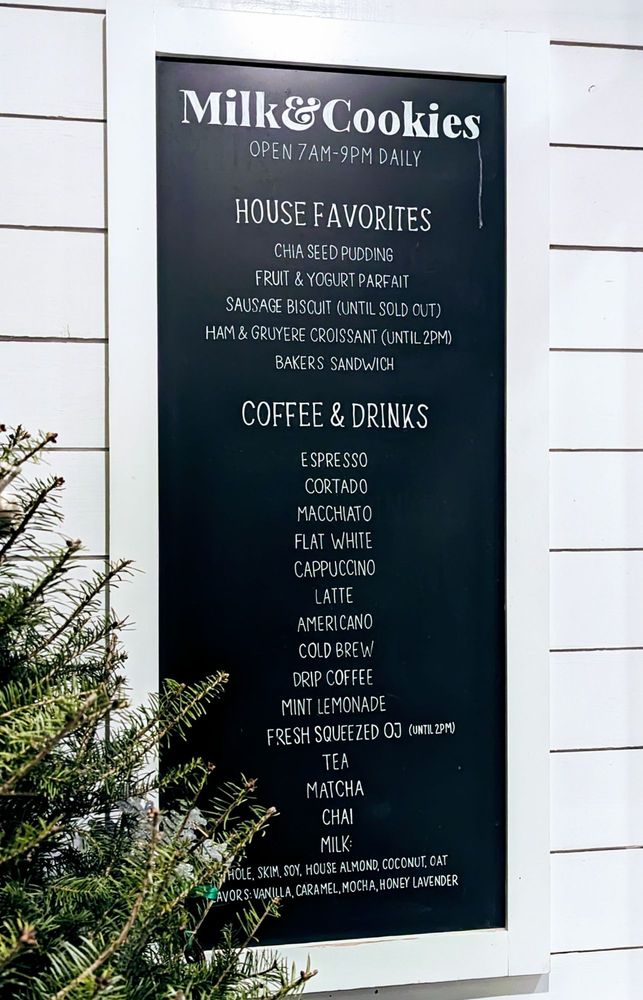 Milk&Cookies
OPEN 7AM-9PM DAILY
HOUSE FAVORITES
CHIA SEED PUDDING
FRUIT & YOGURT PARFAIT
SAUSAGE BISCUIT (UNTIL SOLD OUT)
HAM & GRUYERE CROISSANT (UNTIL 2PM)
BAKERS SANDWICH
COFFEE & DRINKS
ESPRESSO
CORTADO
MACCHIATO
FLAT WHITE
CAPPUCCINO
LATTE
AMERICANO
COLD BREW
DRIP COFFEE
MINT LEMONADE
FRESH SQUEEZED OJ (UNTIL 2PM)
TEA
MATCHA
CHAI
MILK:
HOLE, SKIM, SOY, HOUSE ALMOND, COCONUT, OAT
AVORS: VANILLA, CARAMEL, MOCHA, HONEY LAVENDER